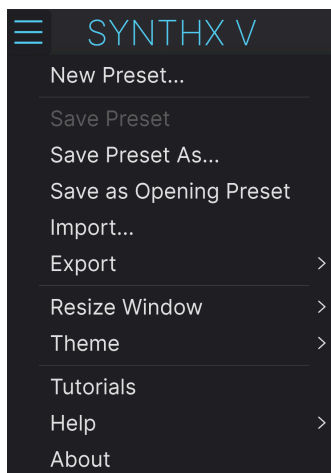 SYNTHX V
New Preset...
Save Preset
Save Preset As...
Save as Opening Preset
Import...
Export
Resize Window
Theme
Tutorials
Help
About